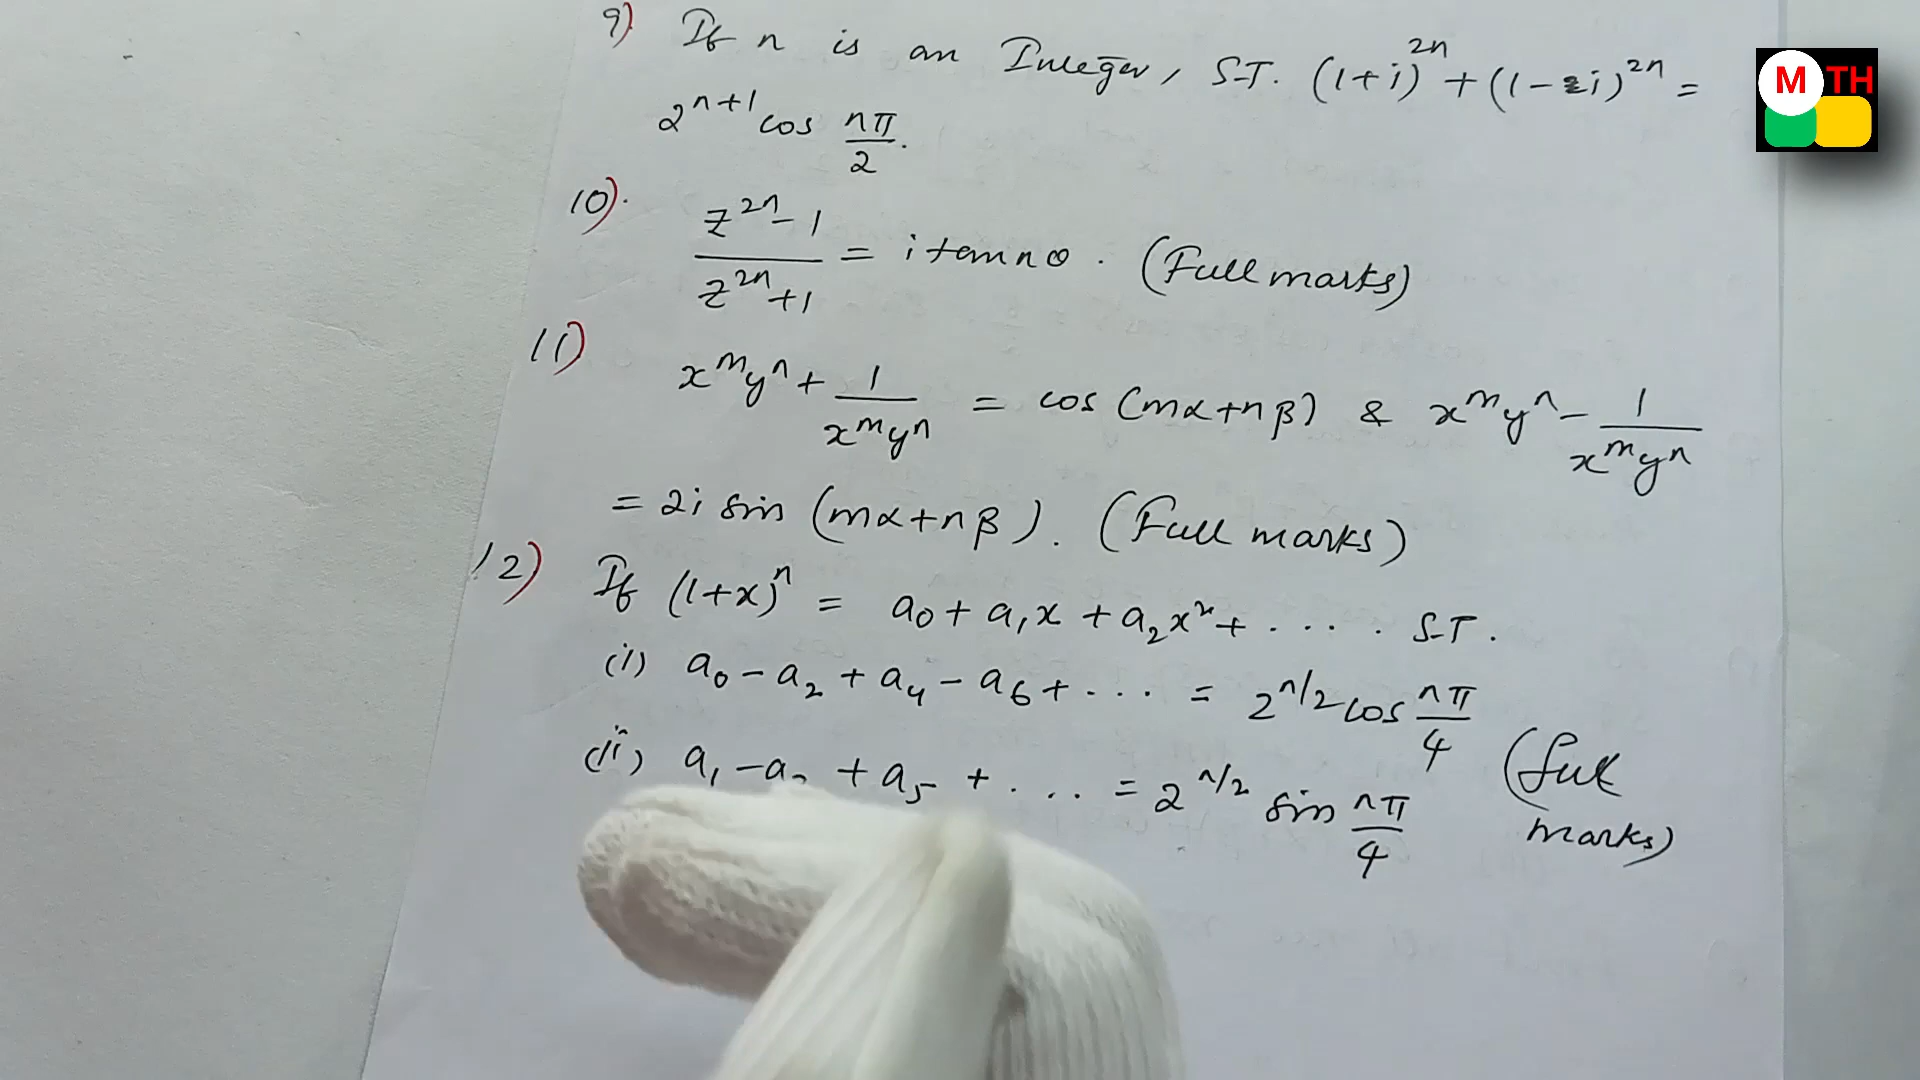 9) If n is an Integer, S.T. (1+i)^2n + (1-i)^2n =
2^n+1 cos nπ/2.
10). z^2n - 1 / z^2n + 1 = i tan nθ. (Full marks)
11) x^m y^n + 1/x^m y^n = cos (mα+nβ) & x^m y^n - 1/x^m y^n
= 2i sin (mα+nβ). (Full marks)
12) If (1+x)^n = a0 + a1x + a2x^2 + .... S.T.
(i) a0 - a2 + a4 - a6 + ... = 2^n/2 cos nπ/4
(ii) a1 - a + a5 + .... = 2^n/2 sin nπ/4 (full marks)
M TH